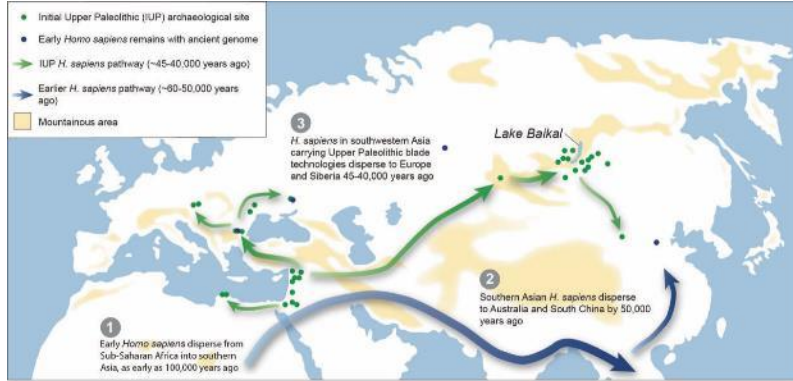 Initial Upper Paleolithic (IUP) archaeological site
Early Homo sapiens remains with ancient genome
IUP H. sapiens pathway (~45-40,000 years ago)
Earlier H. sapiens pathway (~60-50,000 years
ago)
Mountainous area
3
H. sapiens in southwestern Asia
carrying Upper Paleolithic blade
technologies disperse to Europe
and Siberia 45-40,000 years ago
Lake Baikal
2
Southern Asian H. sapiens disperse
to Australia and South China by 50,000
years ago
1
Early Homo sapiens disperse from
Sub-Saharan Africa into southern
Asia, as early as 100,000 years ago